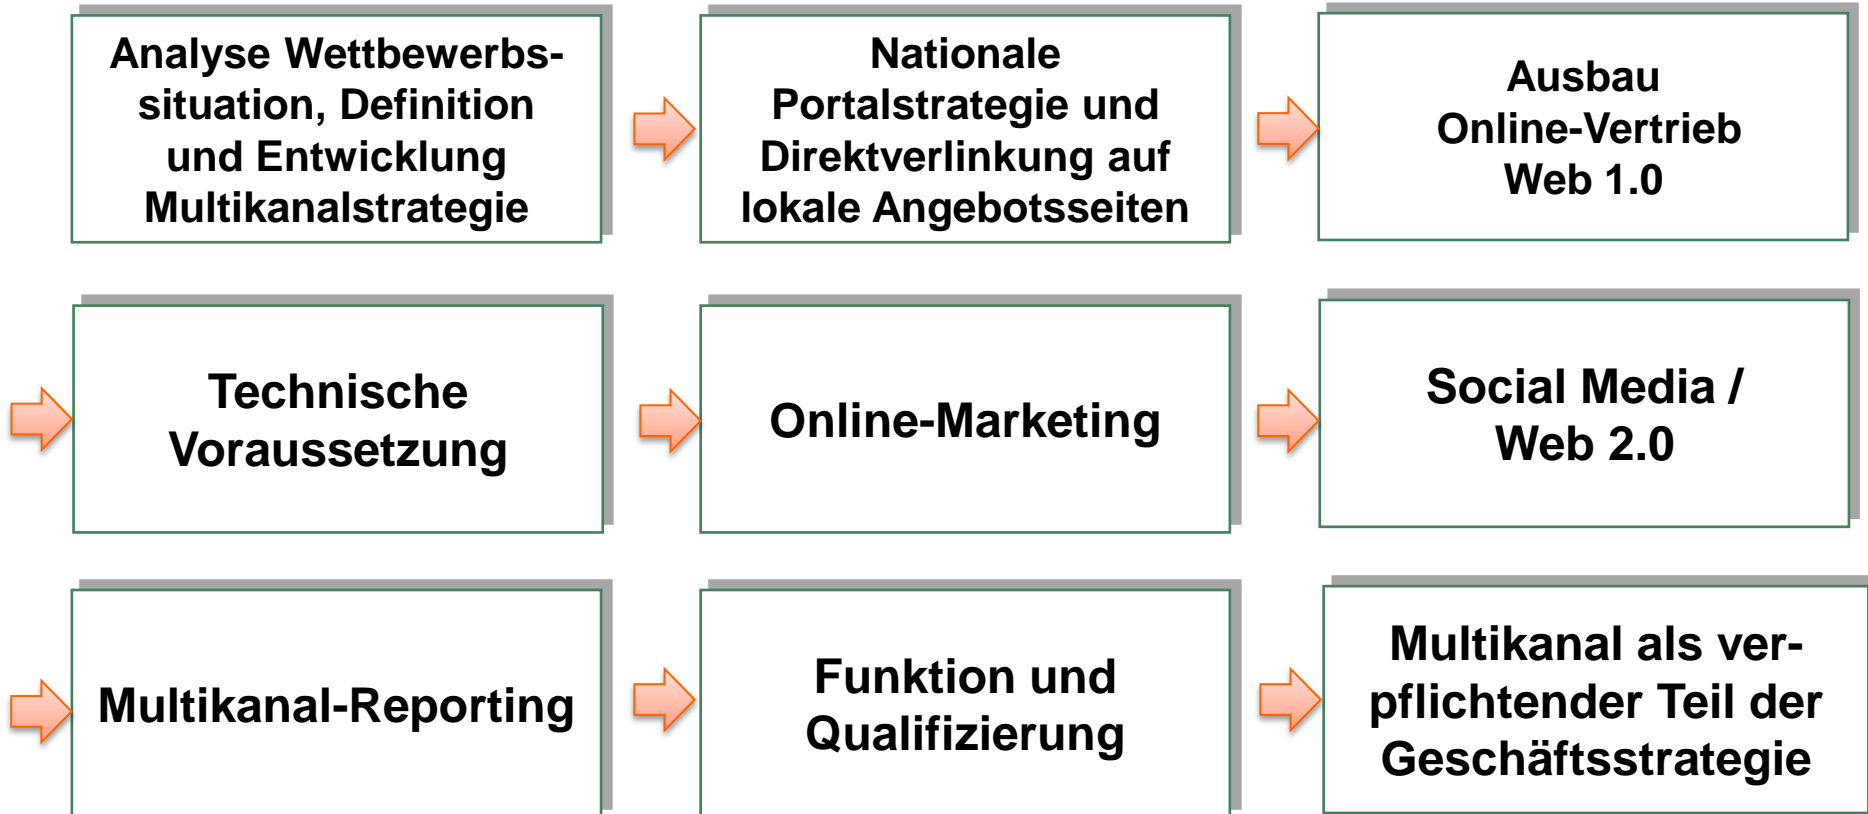 Analyse Wettbewerbs-
situation, Definition
und Entwicklung
Multikanalstrategie
Nationale
Portalstrategie und
Direktverlinkung auf
lokale Angebotsseiten
Ausbau
Online-Vertrieb
Web 1.0
Technische
Voraussetzung
Online-Marketing
Social Media /
Web 2.0
Multikanal-Reporting
Funktion und
Qualifizierung
Multikanal als ver-
pflichtender Teil der
Geschäftsstrategie